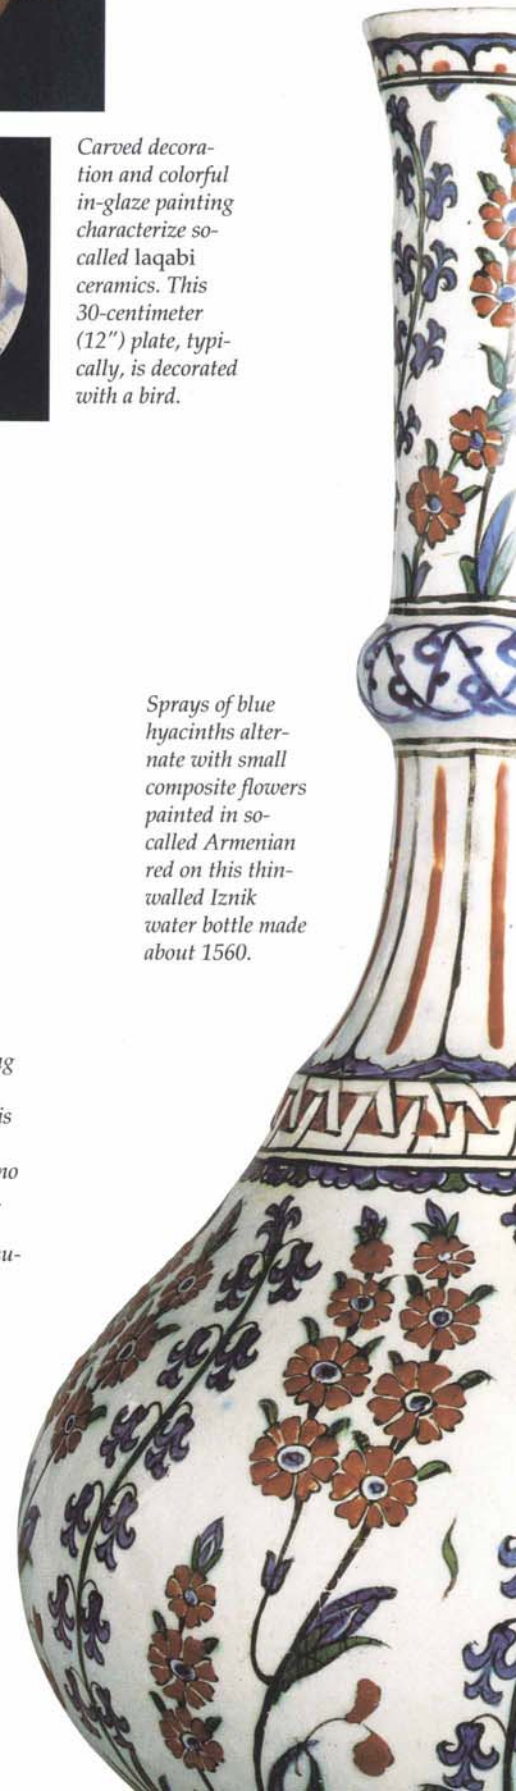 Carved decora-
tion and colorful
in-glaze painting
characterize so-
called laqabi
ceramics. This
30-centimeter
(12") plate, typi-
cally, is decorated
with a bird.
Sprays of blue
hyacinths alter-
nate with small
composite flowers
painted in so-
called Armenian
red on this thin-
walled Iznik
water bottle made
about 1560.